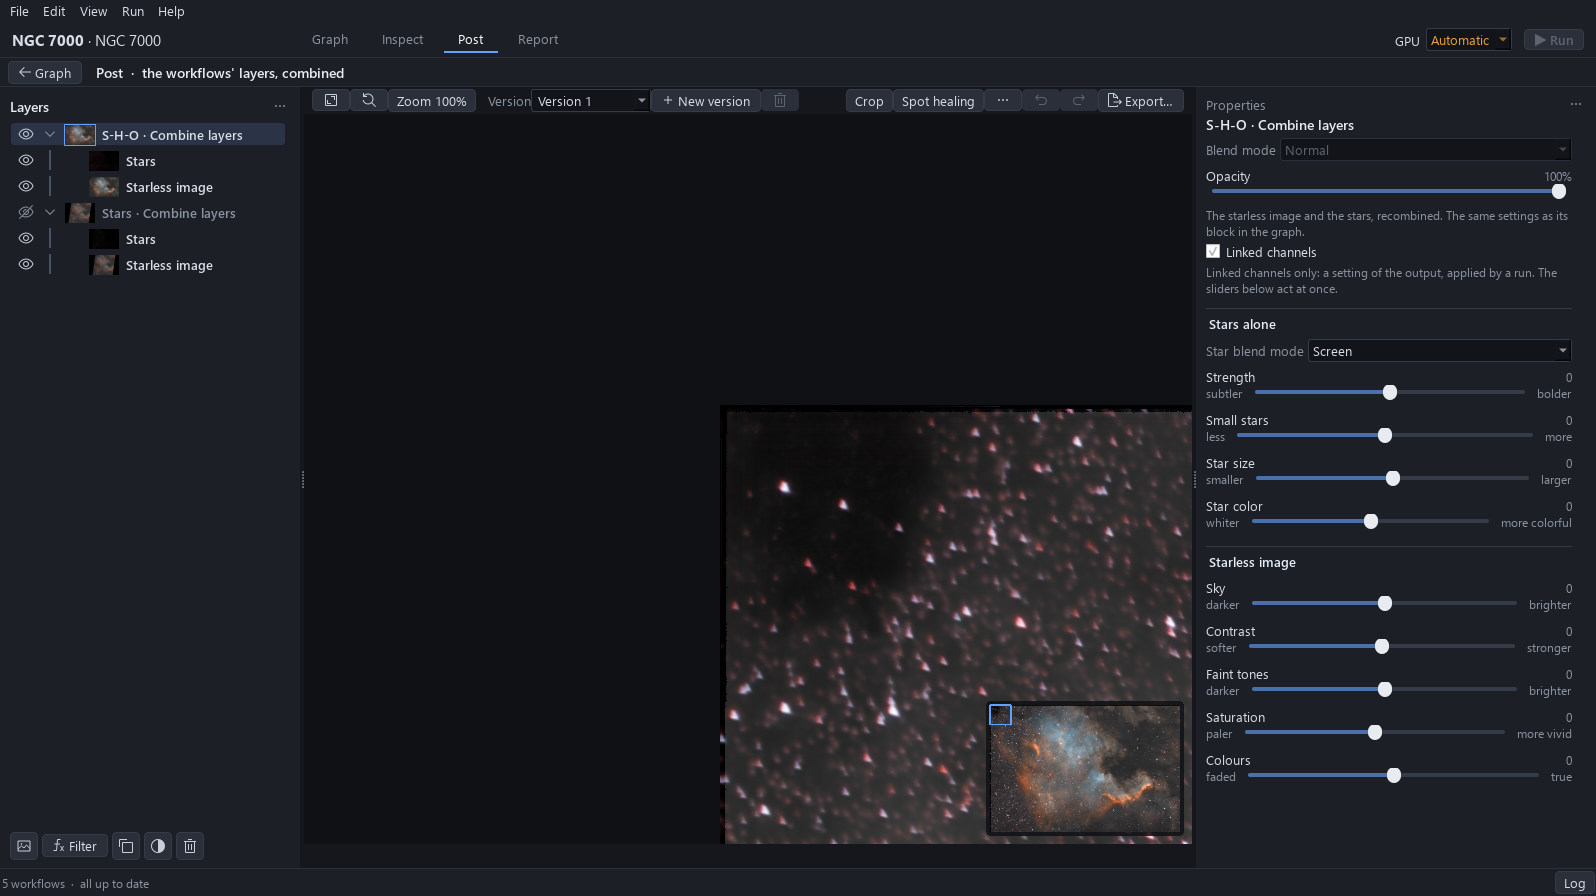 File Edit View Run Help
NGC 7000 · NGC 7000
Graph Inspect Post Report
GPU Automatic Run
Graph
Post · the workflows' layers, combined
Layers
S-H-O · Combine layers
Stars
Starless image
Stars · Combine layers
Stars
Starless image
Filter
Zoom 100%
Version
Version 1
New version
Crop
Spot healing
Export...
Properties
S-H-O · Combine layers
Blend mode Normal
Opacity 100%
The starless image and the stars, recombined. The same settings as its
block in the graph.
Linked channels
Linked channels only: a setting of the output, applied by a run. The
sliders below act at once.
Stars alone
Star blend mode Screen
Strength 0
subtler bolder
Small stars 0
less more
Star size 0
smaller larger
Star color 0
whiter more colorful
Starless image
Sky 0
darker brighter
Contrast 0
softer stronger
Faint tones 0
darker brighter
Saturation 0
paler more vivid
Colours 0
faded true
5 workflows · all up to date
Log